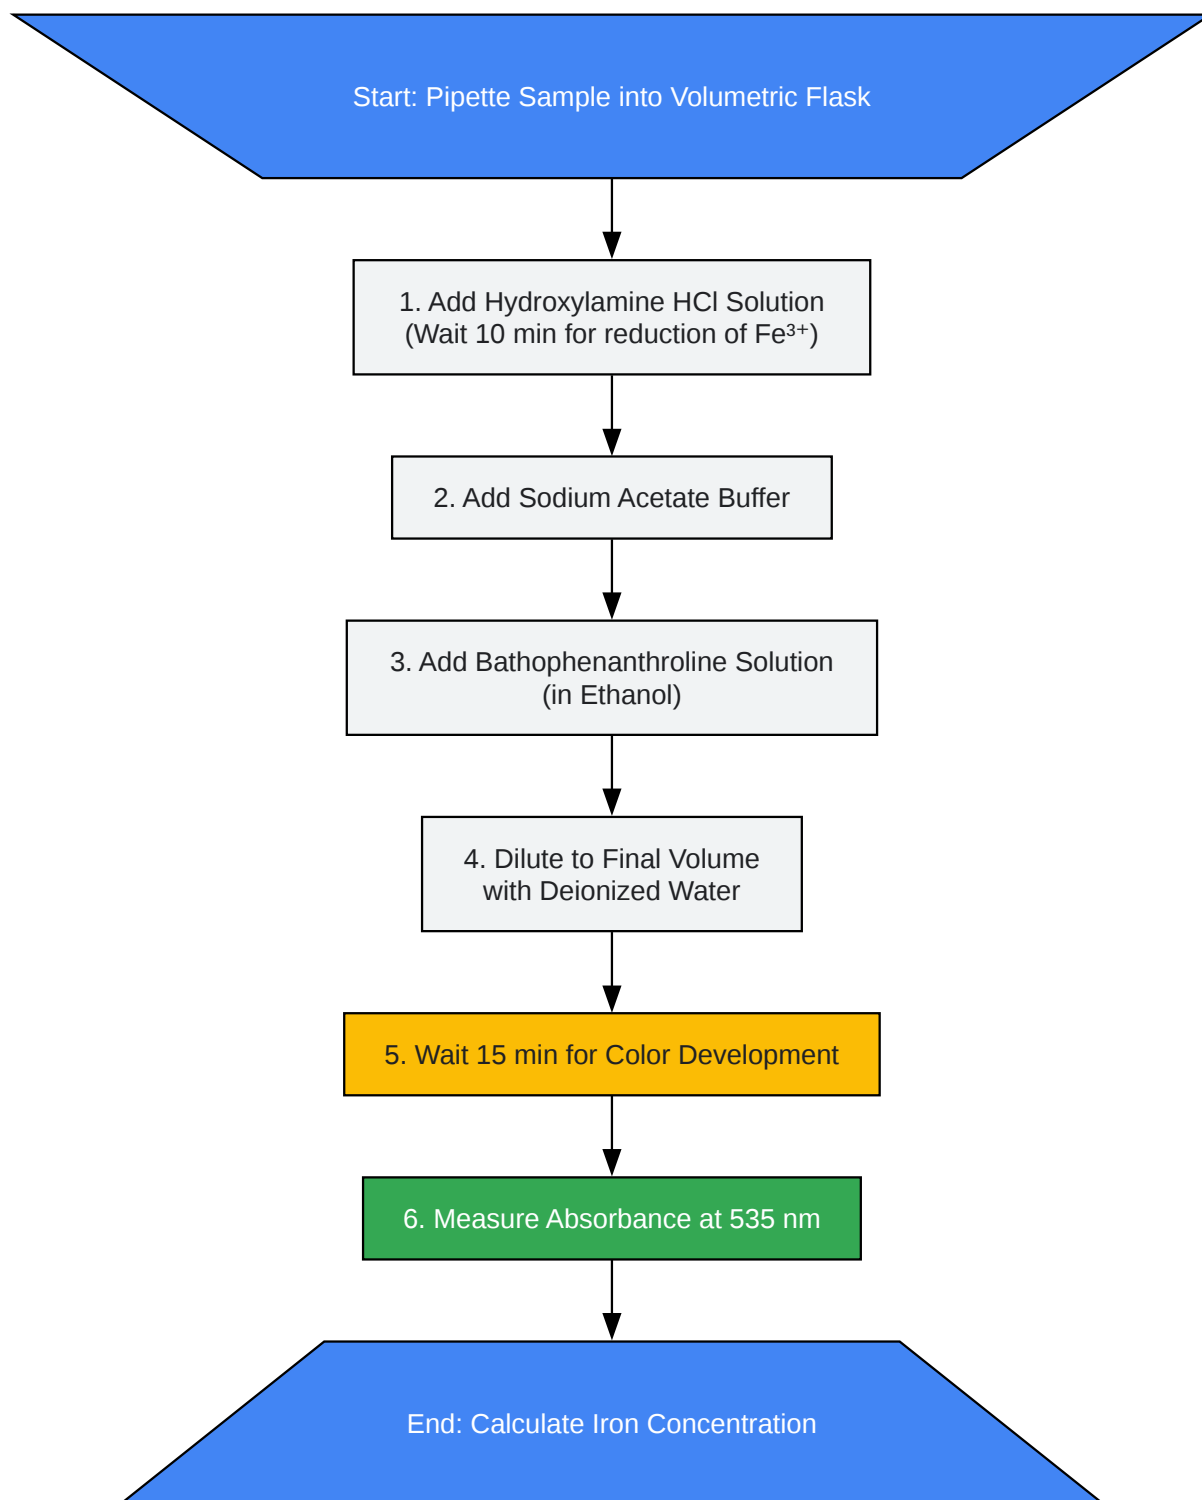 Start: Pipette Sample into Volumetric Flask
1. Add Hydroxylamine HCl Solution
(Wait 10 min for reduction of Fe³⁺)
2. Add Sodium Acetate Buffer
3. Add Bathophenanthroline Solution
(in Ethanol)
4. Dilute to Final Volume
with Deionized Water
5. Wait 15 min for Color Development
6. Measure Absorbance at 535 nm
End: Calculate Iron Concentration